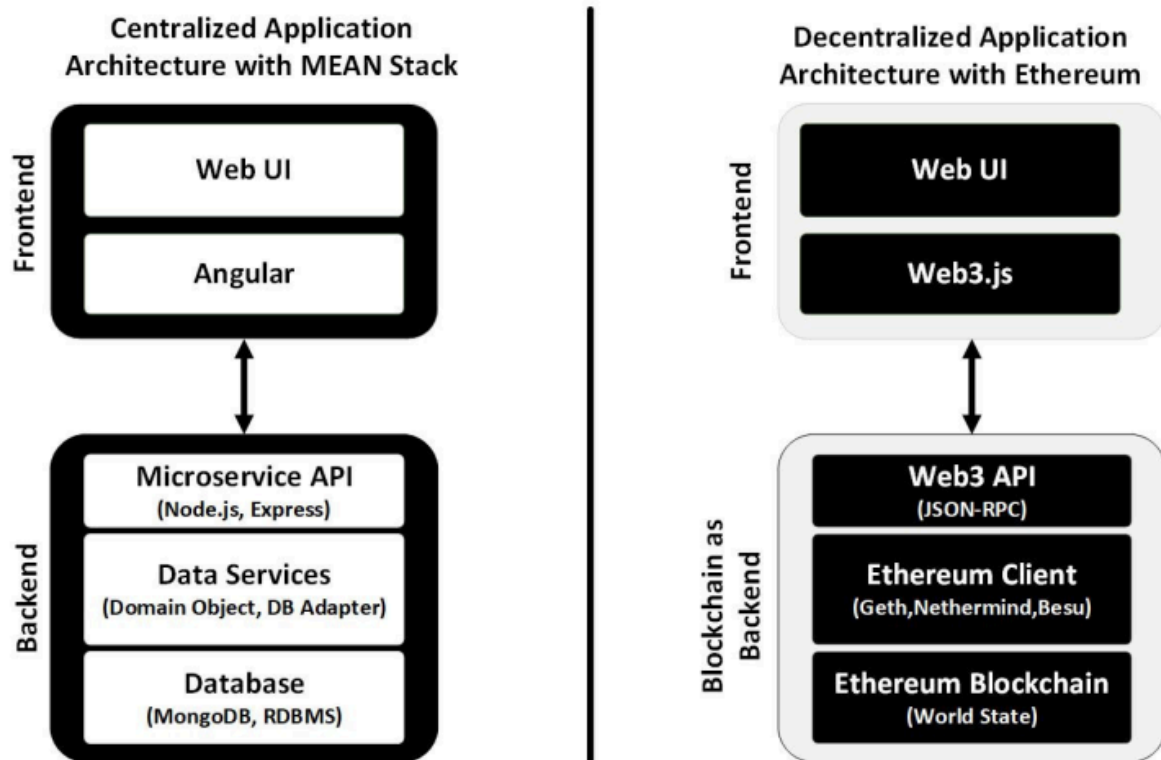 Centralized Application
Architecture with MEAN Stack
Frontend
Web UI
Angular
Backend
Microservice API
(Node.js, Express)
Data Services
(Domain Object, DB Adapter)
Database
(MongoDB, RDBMS)
Decentralized Application
Architecture with Ethereum
Frontend
Web UI
Web3.js
Blockchain as
Backend
Web3 API
(JSON-RPC)
Ethereum Client
(Geth,Nethermind,Besu)
Ethereum Blockchain
(World State)